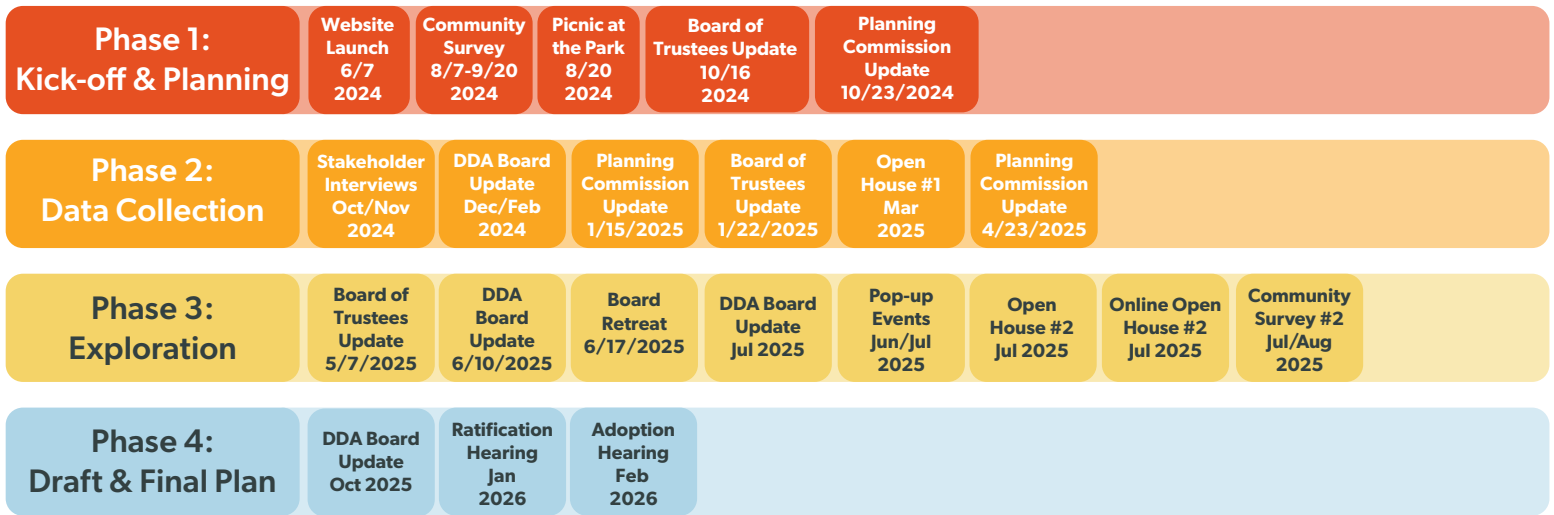 Phase 1:
Kick-off & Planning
Website
Launch
6/7
2024
Community
Survey
8/7-9/20
2024
Picnic at
the Park
8/20
2024
Board of
Trustees Update
10/16
2024
Planning
Commission
Update
10/23/2024
Phase 2:
Data Collection
Stakeholder
Interviews
Oct/Nov
2024
DDA Board
Update
Dec/Feb
2024
Planning
Commission
Update
1/15/2025
Board of
Trustees
Update
1/22/2025
Open
House #1
Mar
2025
Planning
Commission
Update
4/23/2025
Phase 3:
Exploration
Board of
Trustees
Update
5/7/2025
DDA
Board
Update
6/10/2025
Board
Retreat
6/17/2025
DDA Board
Update
Jul 2025
Pop-up
Events
Jun/Jul
2025
Open
House #2
Jul 2025
Online Open
House #2
Jul 2025
Community
Survey #2
Jul/Aug
2025
Phase 4:
Draft & Final Plan
DDA Board
Update
Oct 2025
Ratification
Hearing
Jan
2026
Adoption
Hearing
Feb
2026